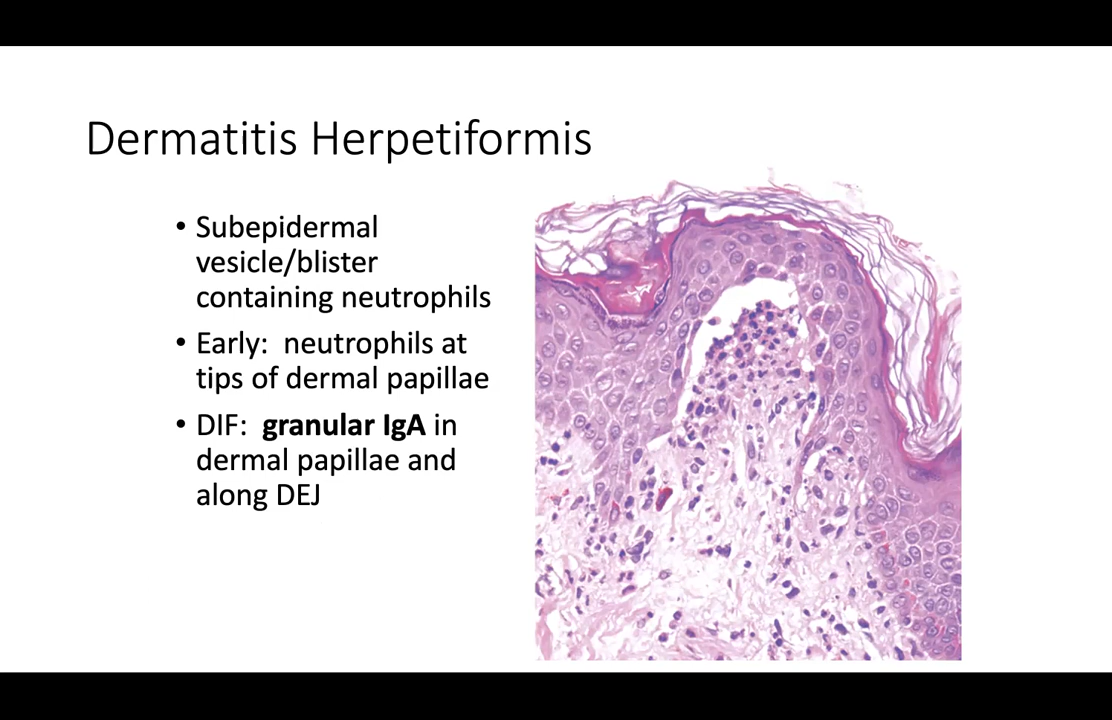 Dermatitis Herpetiformis
• Subepidermal
vesicle/blister
containing neutrophils
• Early:  neutrophils at
tips of dermal papillae
• DIF:  granular IgA in
dermal papillae and
along DEJ